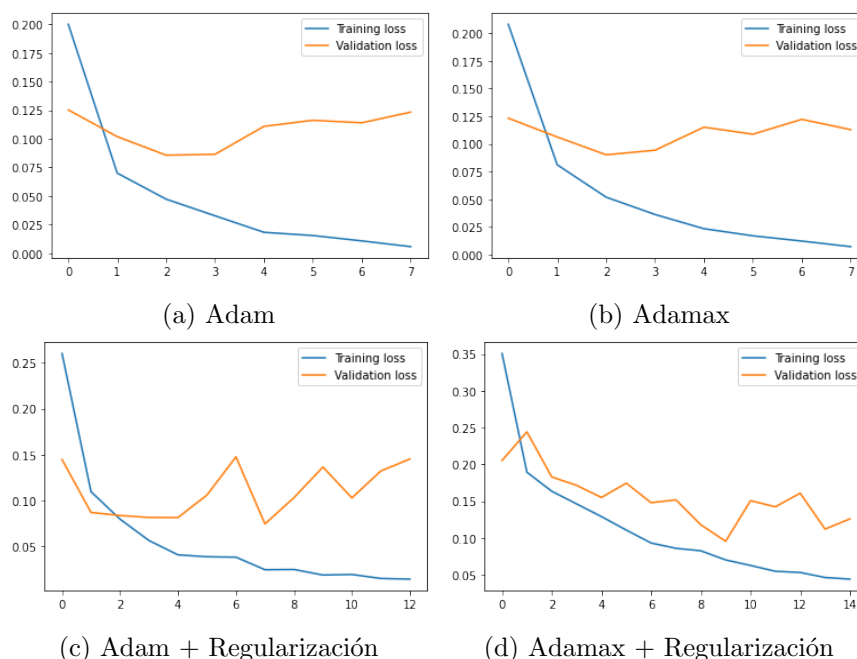 Training loss
Validation loss
0.200
0.175
0.150
0.125
0.100
0.075
0.050
0.025
0.000
0 1 2 3 4 5 6 7
(a) Adam
Training loss
Validation loss
0.200
0.175
0.150
0.125
0.100
0.075
0.050
0.025
0.000
0 1 2 3 4 5 6 7
(b) Adamax
Training loss
Validation loss
0.25
0.20
0.15
0.10
0.05
0 2 4 6 8 10 12
(c) Adam + Regularización
Training loss
Validation loss
0.35
0.30
0.25
0.20
0.15
0.10
0.05
0 2 4 6 8 10 12 14
(d) Adamax + Regularización